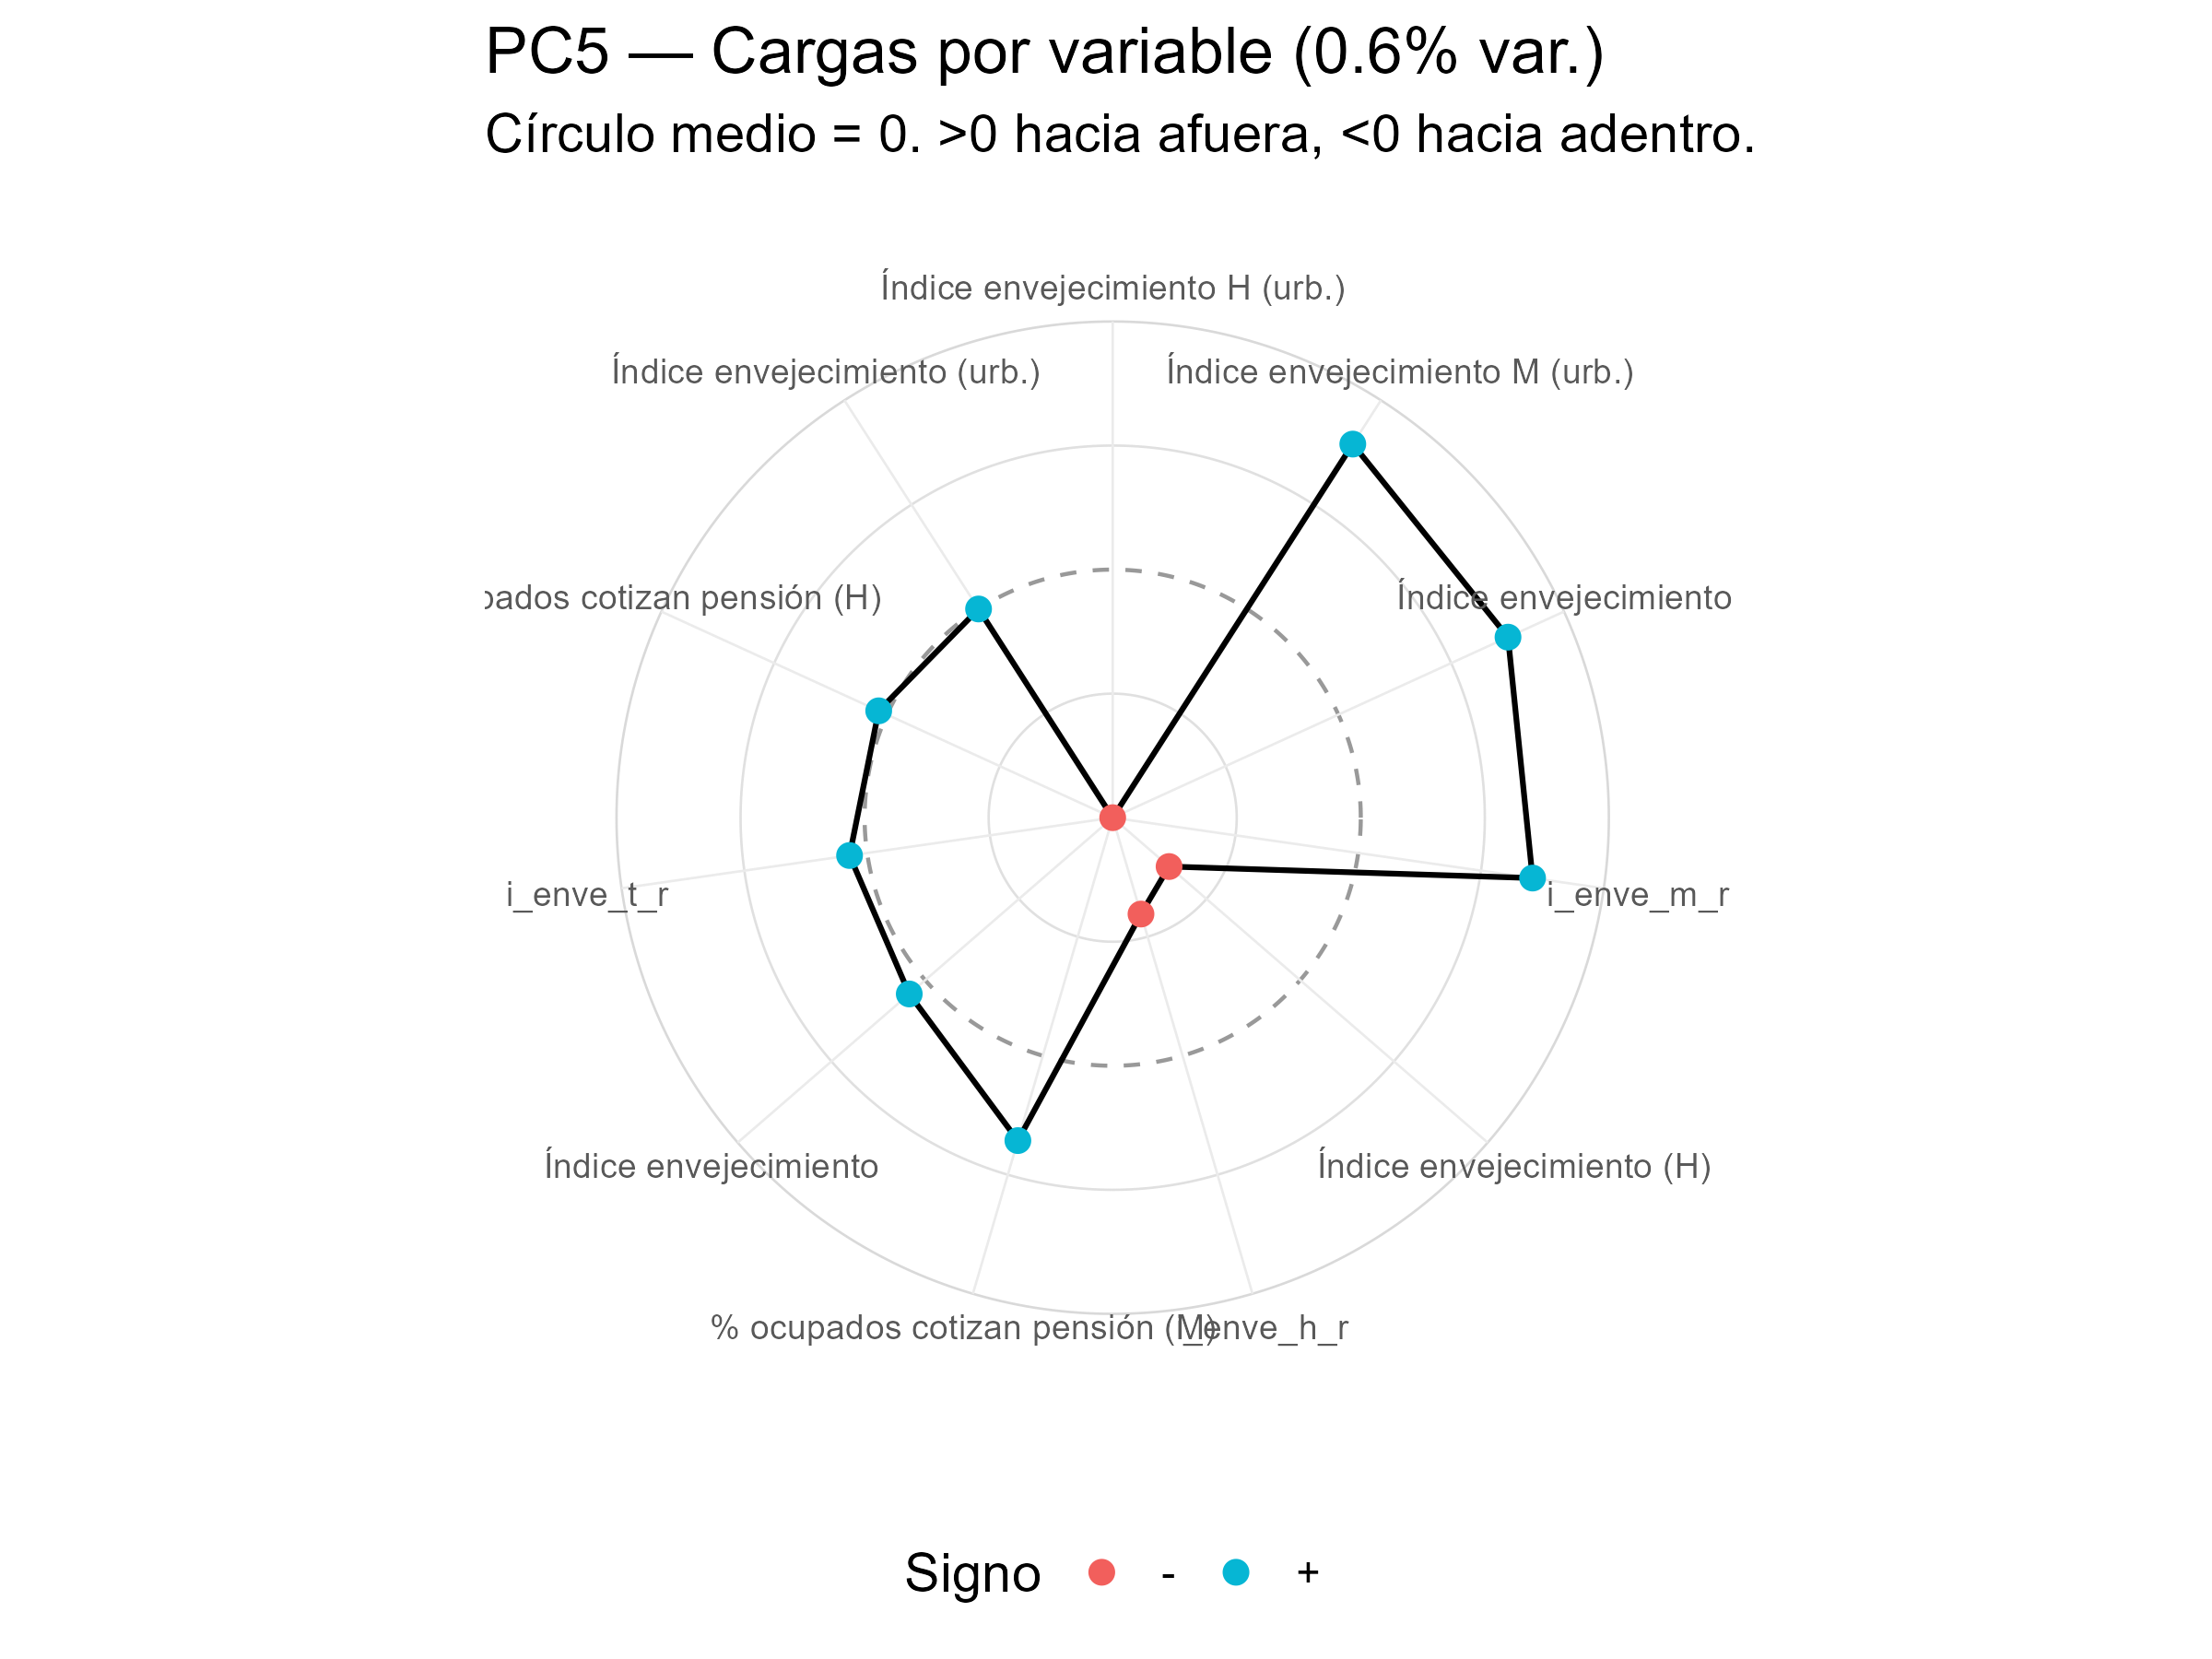 PC5 — Cargas por variable (0.6% var.)
Círculo medio = 0. >0 hacia afuera, <0 hacia adentro.
Índice envejecimiento H (urb.)
Índice envejecimiento (urb.)
Índice envejecimiento M (urb.)
cotizan pensión (H)
Índice envejecimiento
i_enve_t_r
i_enve_m_r
Índice envejecimiento
Índice envejecimiento (H)
% ocupados cotizan pensión (M)
i_enve_h_r
Signo - +